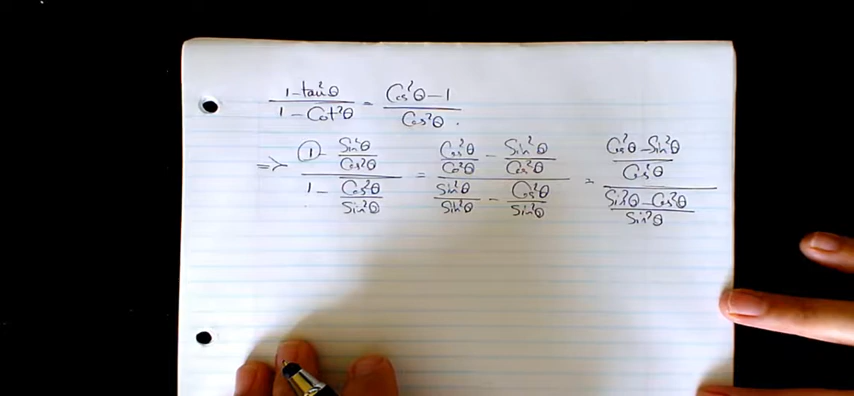 1-tan²θ / 1-Cot²θ = Cos²θ-1 / Cos²θ.
=> (1 - Sin²θ/Cos²θ) / (1 - Cos²θ/Sin²θ) = (Cos²θ/Co²θ - Sin²θ/Cos²θ) / (Sin²θ/Sin²θ - Cos²θ/Sin²θ) = (Cos²θ-Sin²θ / Cos²θ) / (Sin²θ-Cos²θ / Sin²θ)